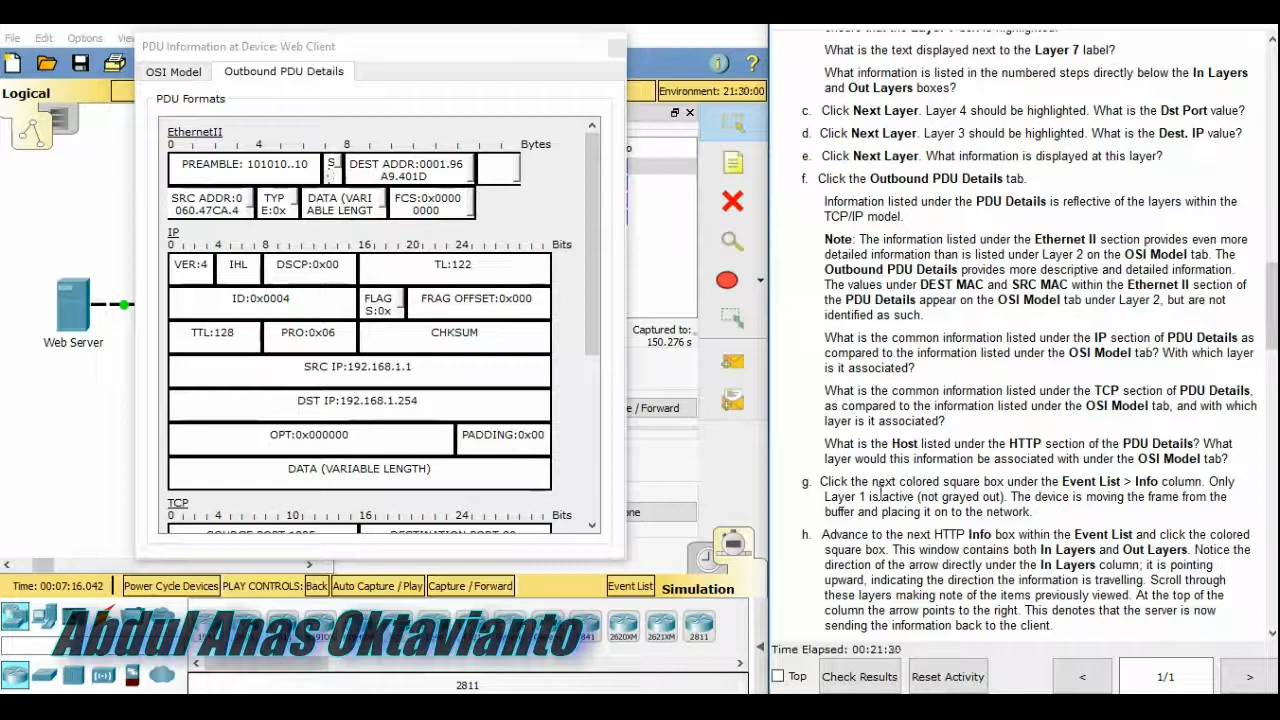 File Edit Options Vie
PDU Information at Device: Web Client
OSI Model Outbound PDU Details
Logical
Environment: 21:30:00
PDU Formats
EthernetII
0 4 8 Bytes
PREAMBLE: 101010..10
DEST ADDR:0001.96
A9.401D
SRC ADDR:0
060.47CA.4
TYP
E:0x
DATA (VARI
ABLE LENGT
FCS:0x0000
0000
IP
0 4 8 16 20 24 Bits
VER:4 IHL DSCP:0x00 TL:122
ID:0x0004 FLAG
S:0x
FRAG OFFSET:0x000
TTL:128 PRO:0x06 CHKSUM
SRC IP:192.168.1.1
DST IP:192.168.1.254
OPT:0x000000 PADDING:0x00
DATA (VARIABLE LENGTH)
TCP
0 4 10 16 20 24 Bits
Web Server
Captured to:
150.276 s
e / Forward
one
Time: 00:07:16.042 Power Cycle Devices PLAY CONTROLS: Back Auto Capture / Play Capture / Forward Event List Simulation
Abdul Anas Oktavianto
2620XM 2621XM 2811
2811
What is the text displayed next to the Layer 7 label?
What information is listed in the numbered steps directly below the In Layers
and Out Layers boxes?
c. Click Next Layer. Layer 4 should be highlighted. What is the Dst Port value?
d. Click Next Layer. Layer 3 should be highlighted. What is the Dest. IP value?
e. Click Next Layer. What information is displayed at this layer?
f. Click the Outbound PDU Details tab.
Information listed under the PDU Details is reflective of the layers within the
TCP/IP model.
Note: The information listed under the Ethernet II section provides even more
detailed information than is listed under Layer 2 on the OSI Model tab. The
Outbound PDU Details provides more descriptive and detailed information.
The values under DEST MAC and SRC MAC within the Ethernet II section of
the PDU Details appear on the OSI Model tab under Layer 2, but are not
identified as such.
What is the common information listed under the IP section of PDU Details as
compared to the information listed under the OSI Model tab? With which layer
is it associated?
What is the common information listed under the TCP section of PDU Details,
as compared to the information listed under the OSI Model tab, and with which
layer is it associated?
What is the Host listed under the HTTP section of the PDU Details? What
layer would this information be associated with under the OSI Model tab?
g. Click the next colored square box under the Event List > Info column. Only
Layer 1 is active (not grayed out). The device is moving the frame from the
buffer and placing it on to the network.
h. Advance to the next HTTP Info box within the Event List and click the colored
square box. This window contains both In Layers and Out Layers. Notice the
direction of the arrow directly under the In Layers column; it is pointing
upward, indicating the direction the information is travelling. Scroll through
these layers making note of the items previously viewed. At the top of the
column the arrow points to the right. This denotes that the server is now
sending the information back to the client.
Time Elapsed: 00:21:30
Top Check Results Reset Activity < 1/1 >